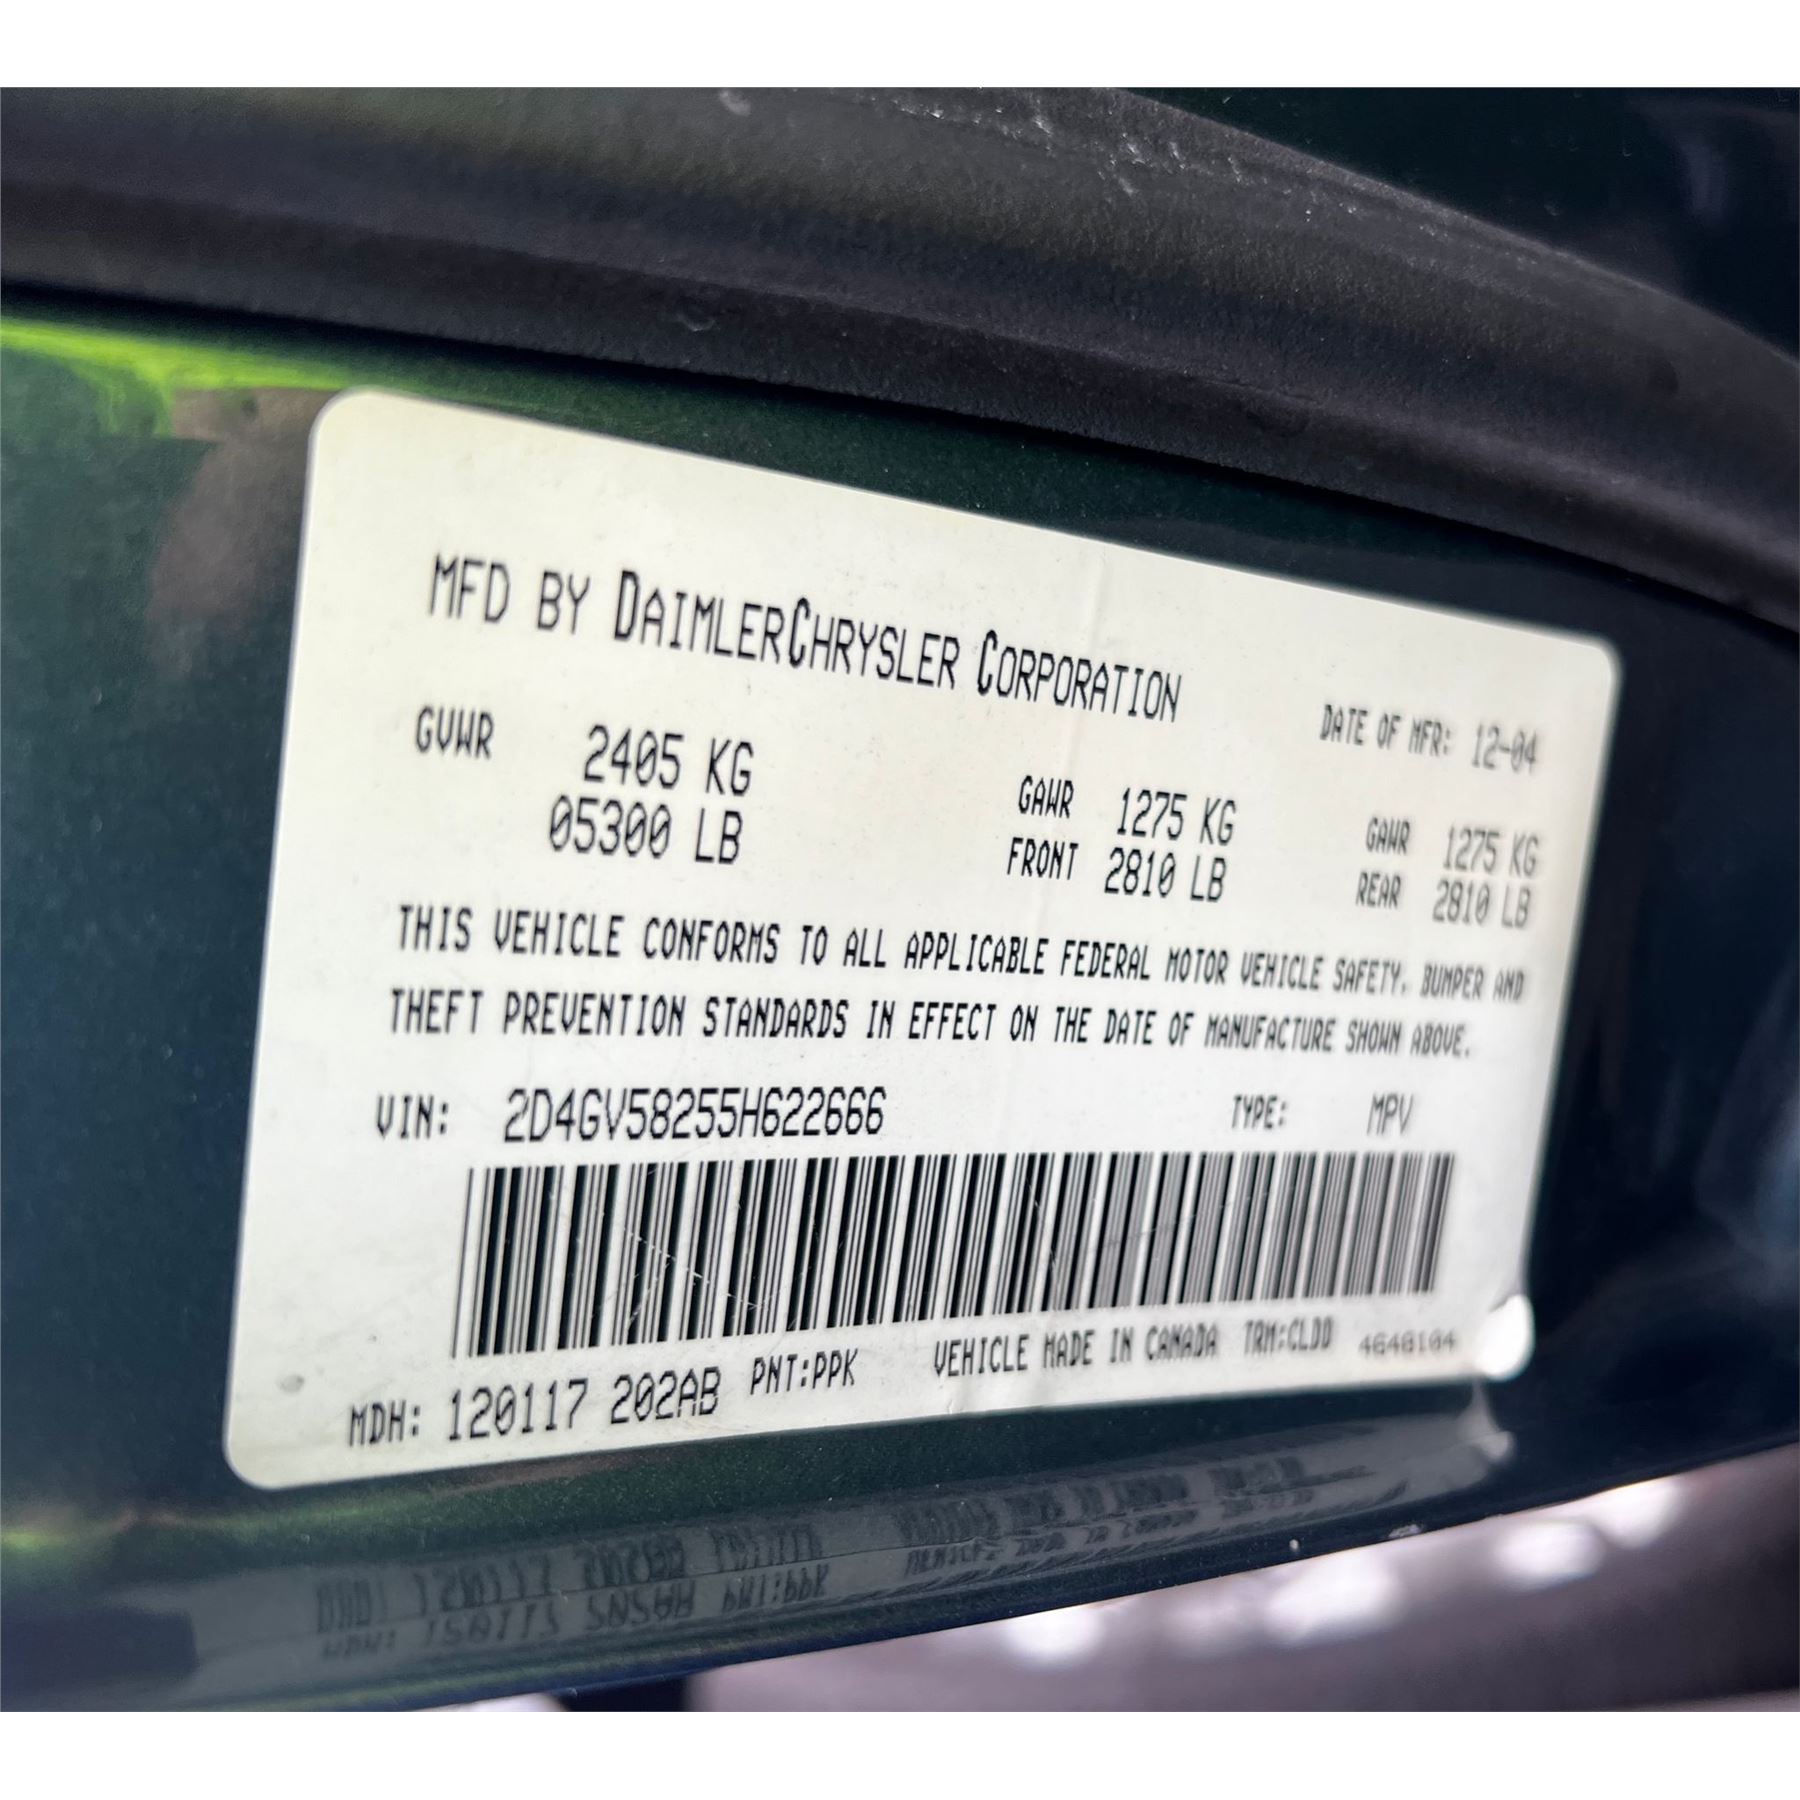 MFD BY DAIMLERCHRYSLER CORPORATION
DATE OF MFR: 12-04
GVWR 2405 KG
05300 LB
GAWR FRONT 1275 KG
2810 LB
GAWR REAR 1275 KG
2810 LB
THIS VEHICLE CONFORMS TO ALL APPLICABLE FEDERAL MOTOR VEHICLE SAFETY, BUMPER AND
THEFT PREVENTION STANDARDS IN EFFECT ON THE DATE OF MANUFACTURE SHOWN ABOVE.
VIN: 2D4GV58255H622666 TYPE: MPV
MDH: 120117 202AB PNT:PPK VEHICLE MADE IN CANADA TRM:CLDD 4648104